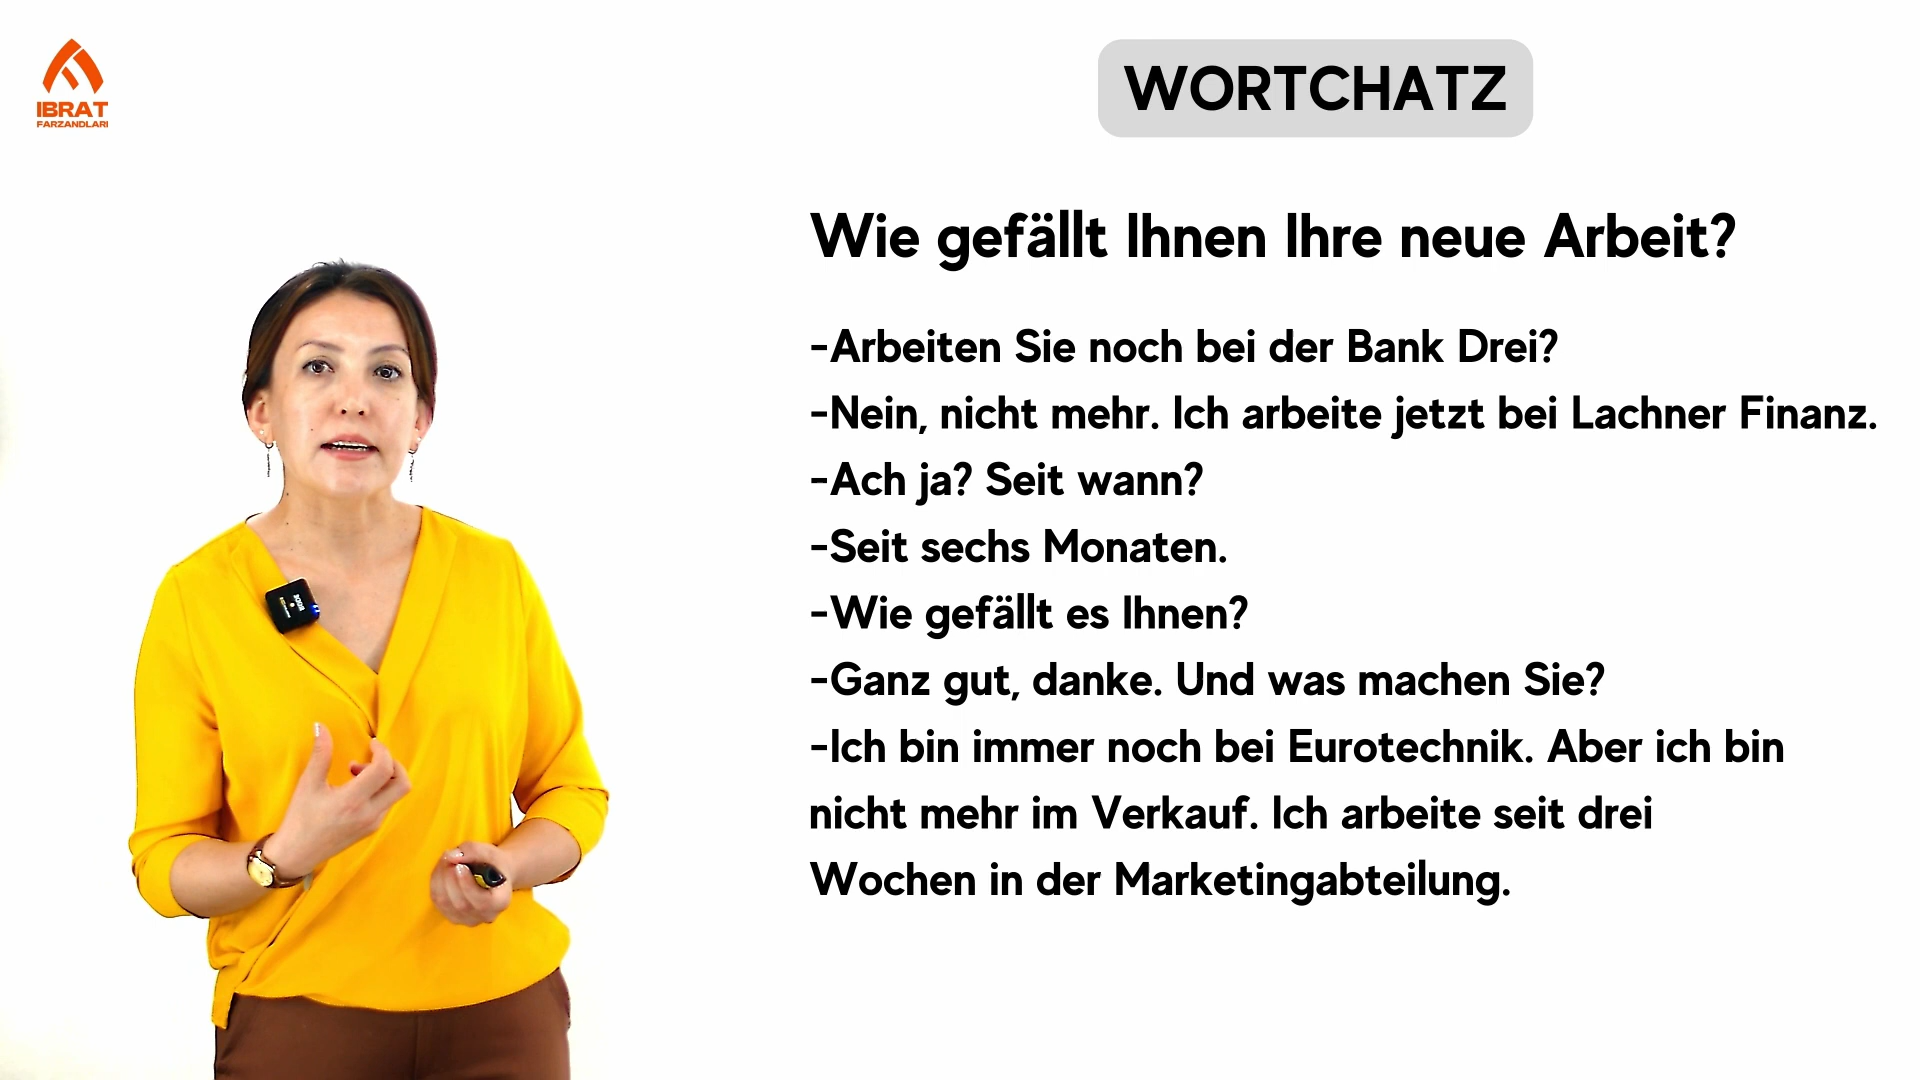 IBRAT
FARZANDLARI
WORTCHATZ
Wie gefällt Ihnen Ihre neue Arbeit?
-Arbeiten Sie noch bei der Bank Drei?
-Nein, nicht mehr. Ich arbeite jetzt bei Lachner Finanz.
-Ach ja? Seit wann?
-Seit sechs Monaten.
-Wie gefällt es Ihnen?
-Ganz gut, danke. Und was machen Sie?
-Ich bin immer noch bei Eurotechnik. Aber ich bin
nicht mehr im Verkauf. Ich arbeite seit drei
Wochen in der Marketingabteilung.